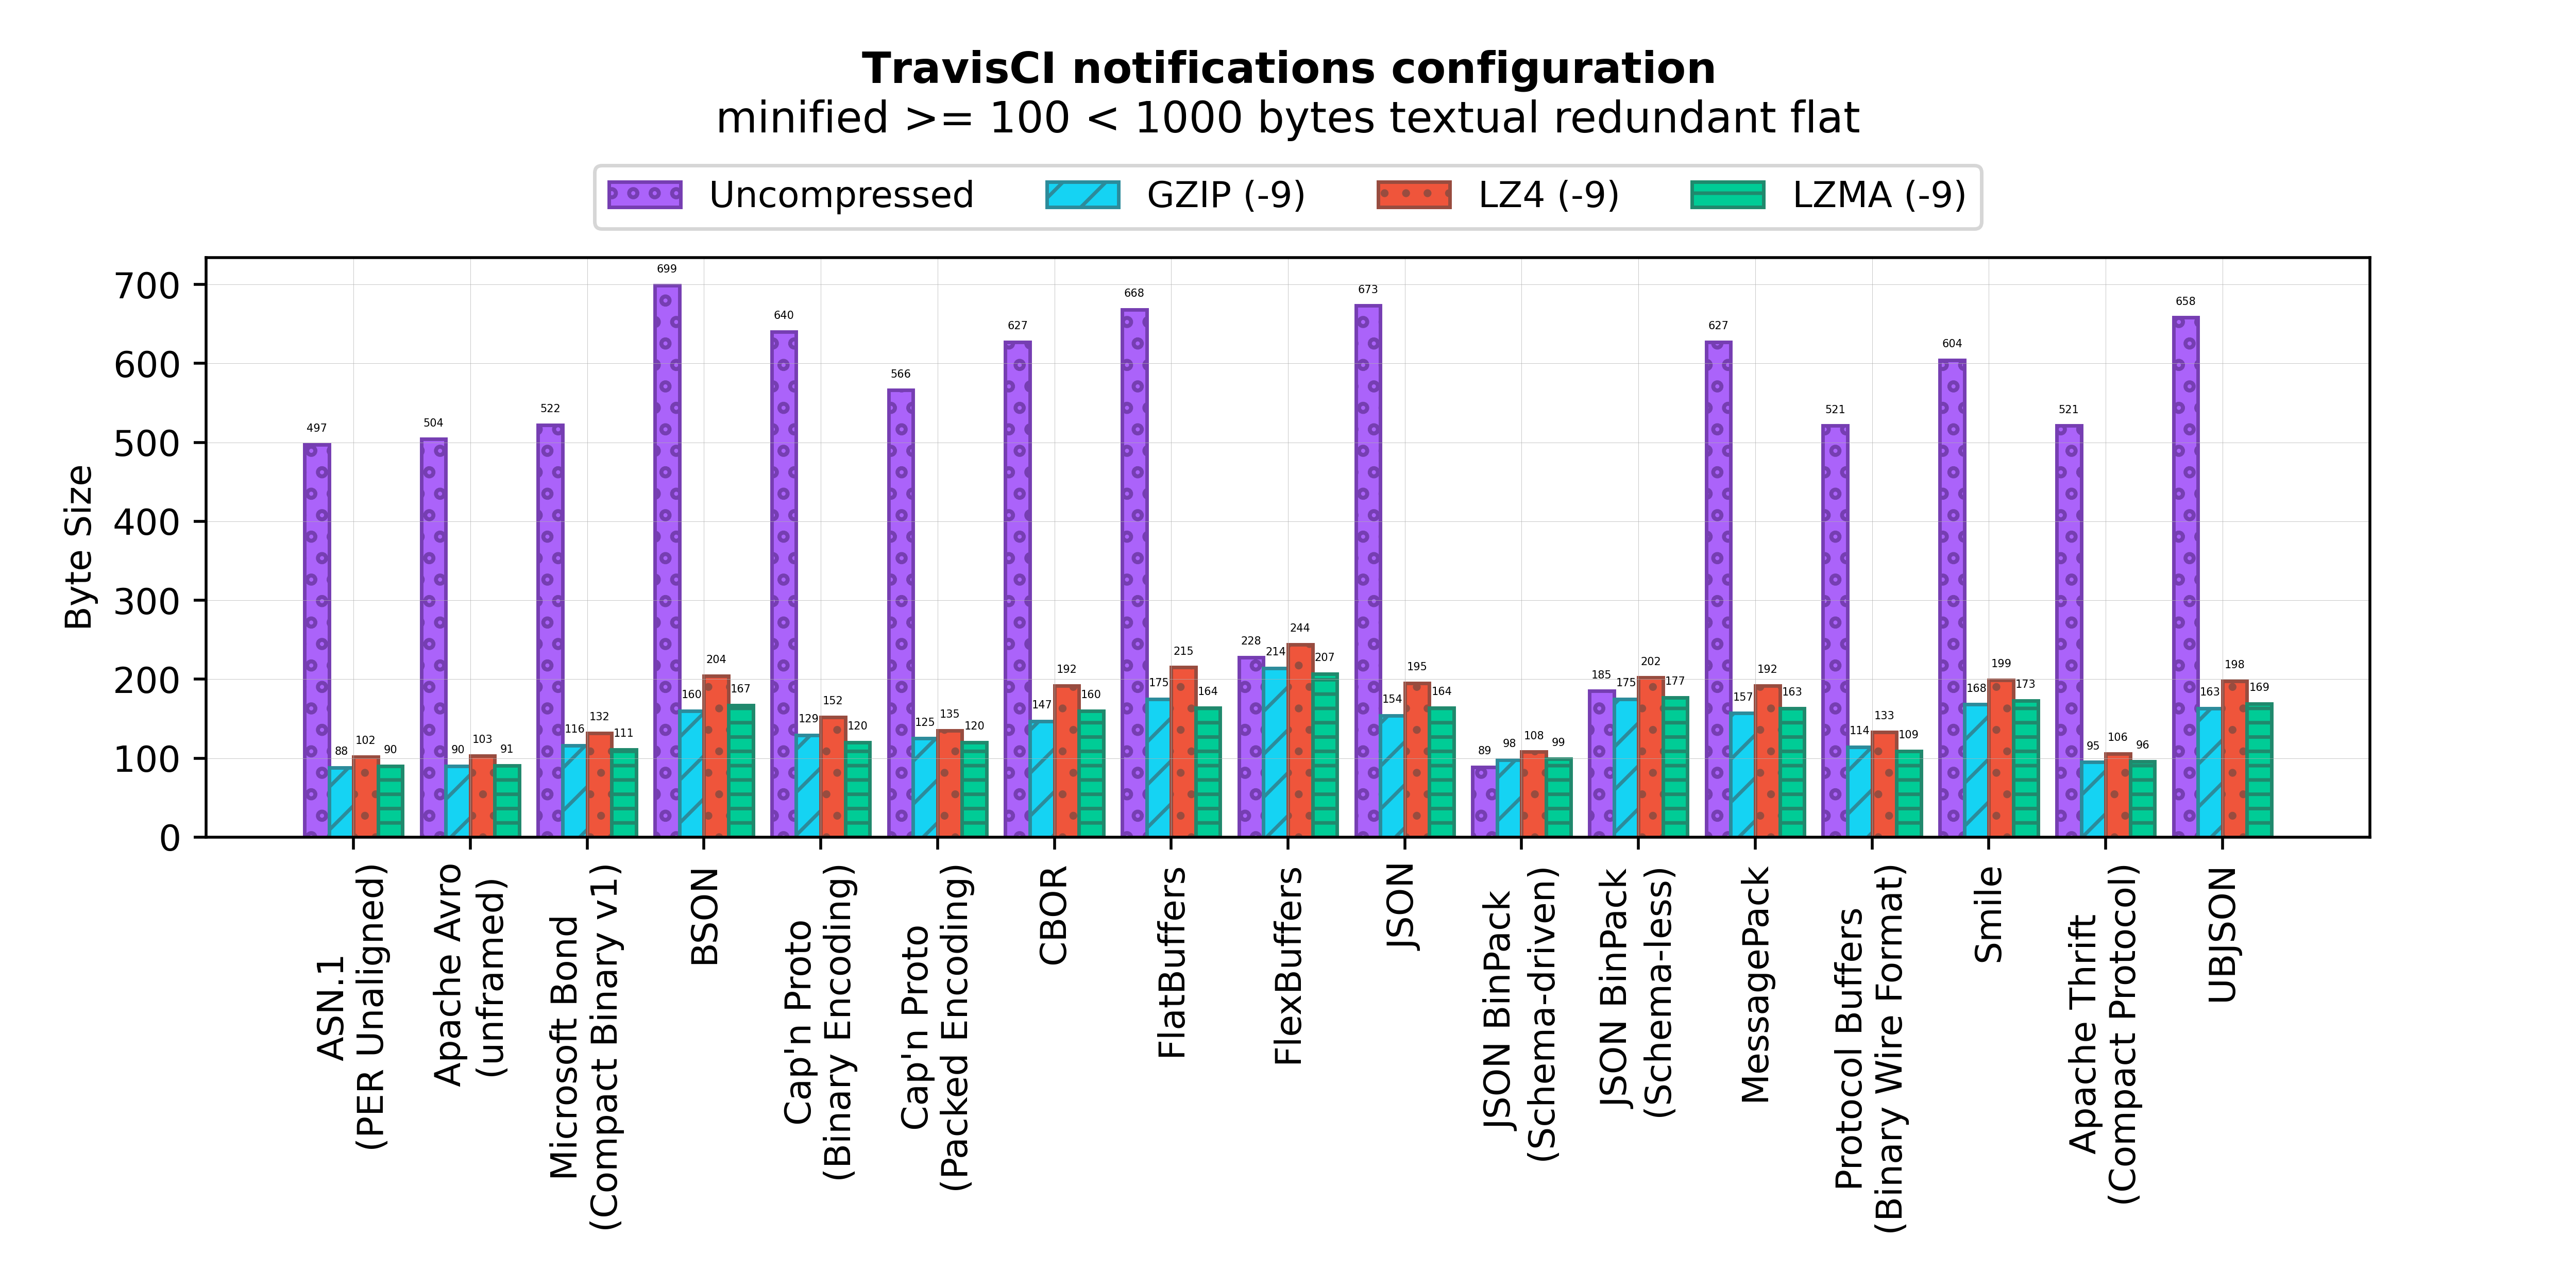 TravisCI notifications configuration
minified >= 100 < 1000 bytes textual redundant flat
Uncompressed
GZIP (-9)
LZ4 (-9)
LZMA (-9)
Byte Size
700
600
500
400
300
200
100
0
497
88
102
90
504
90
103
91
522
116
132
111
699
160
204
167
640
129
152
120
566
125
135
120
627
147
192
160
668
175
215
164
228
214
244
207
673
154
195
164
89
98
108
99
185
175
202
177
627
157
192
163
521
114
133
109
604
168
199
173
521
95
106
96
658
163
198
169
ASN.1
(PER Unaligned)
Apache Avro
(unframed)
Microsoft Bond
(Compact Binary v1)
BSON
Cap'n Proto
(Binary Encoding)
Cap'n Proto
(Packed Encoding)
CBOR
FlatBuffers
FlexBuffers
JSON
JSON BinPack
(Schema-driven)
JSON BinPack
(Schema-less)
MessagePack
Protocol Buffers
(Binary Wire Format)
Smile
Apache Thrift
(Compact Protocol)
UBJSON